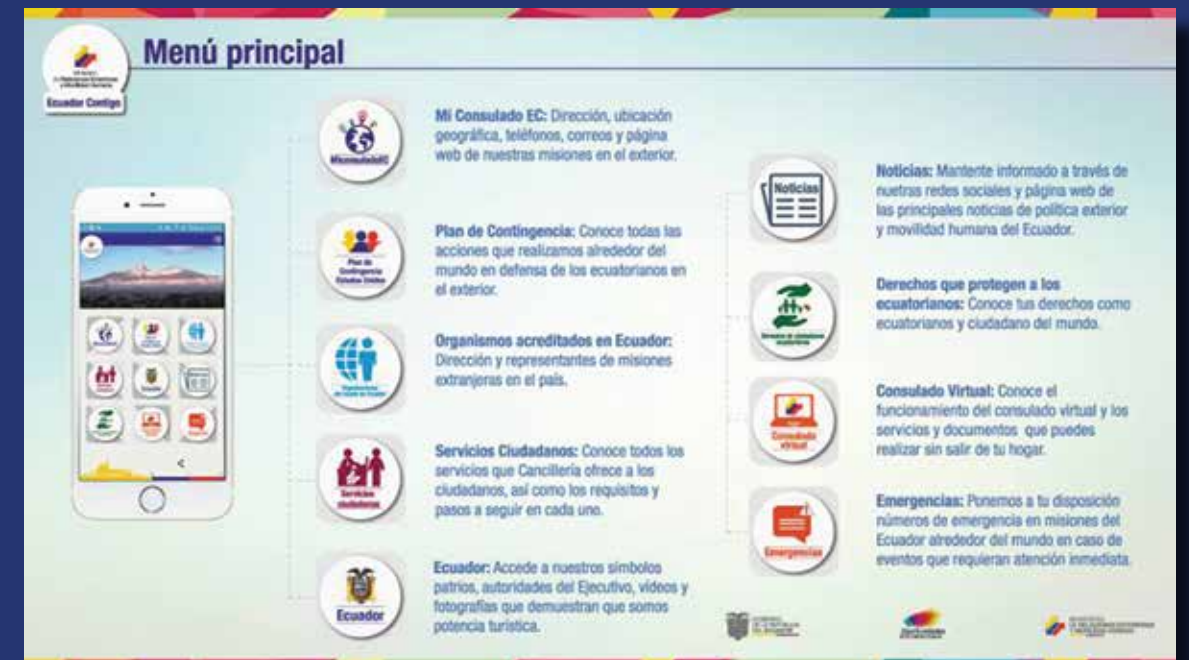 Menú principal
Ecuador Contigo
MiconsuladoEC
Mi Consulado EC: Dirección, ubicación
geográfica, teléfonos, correos y página
web de nuestras misiones en el exterior.
Plan de
Contingencia
Estados Unidos
Plan de Contingencia: Conoce todas las
acciones que realizamos alrededor del
mundo en defensa de los ecuatorianos en
el exterior.
Organismos acreditados en Ecuador:
Dirección y representantes de misiones
extranjeras en el país.
Servicios
ciudadanos
Servicios Ciudadanos: Conoce todos los
servicios que Cancillería ofrece a los
ciudadanos, así como los requisitos y
pasos a seguir en cada uno.
Ecuador
Ecuador: Accede a nuestros símbolos
patrios, autoridades del Ejecutivo, vídeos y
fotografías que demuestran que somos
potencia turística.
Noticias
Noticias: Mantente informado a través de
nuetras redes sociales y página web de
las principales noticias de política exterior
y movilidad humana del Ecuador.
Derechos que protegen a los
ecuatorianos: Conoce tus derechos como
ecuatorianos y ciudadano del mundo.
Consulado
virtual
Consulado Virtual: Conoce el
funcionamiento del consulado virtual y los
servicios y documentos que puedes
realizar sin salir de tu hogar.
Emergencias
Emergencias: Ponemos a tu disposición
números de emergencia en misiones del
Ecuador alrededor del mundo en caso de
eventos que requieran atención inmediata.